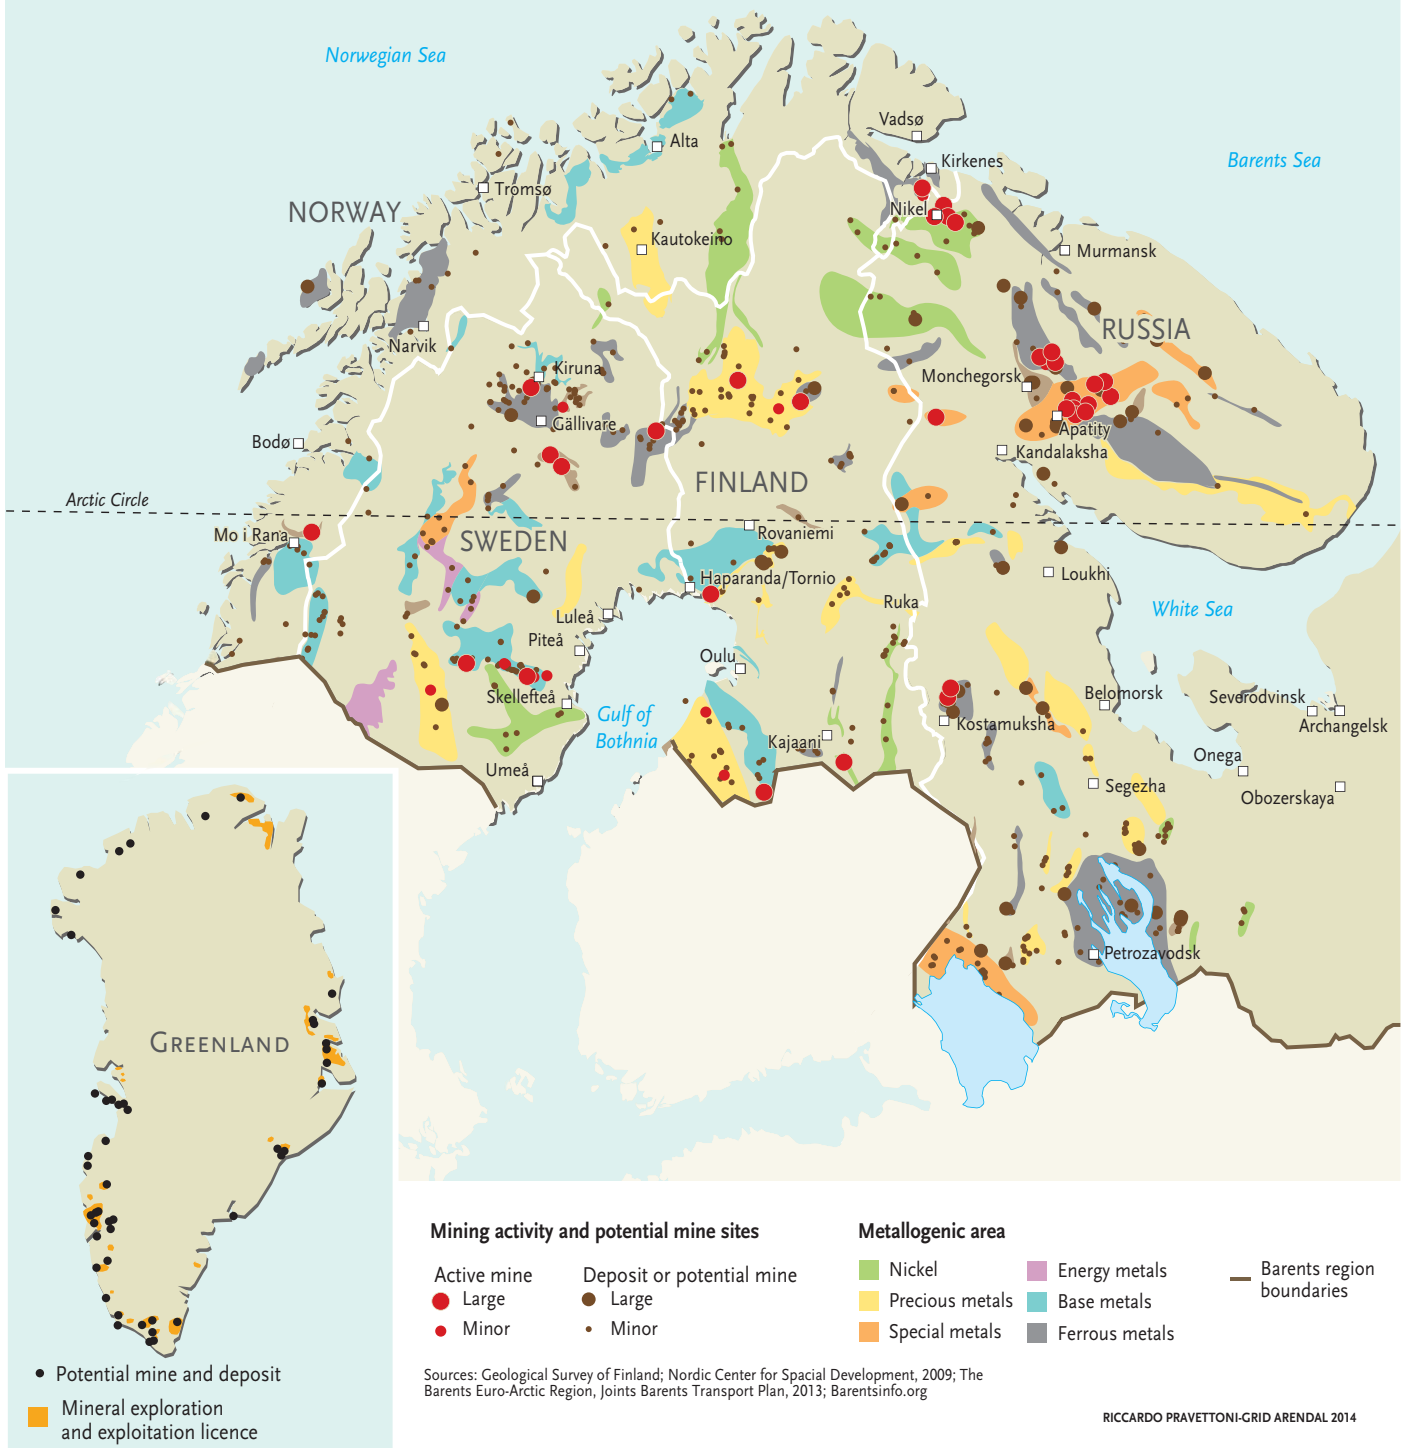 Norwegian Sea
Barents Sea
Vadsø
Alta
Kirkenes
Tromsø
NORWAY
Nikel
Kautokeino
Murmansk
Narvik
RUSSIA
Kiruna
Monchegorsk
Gällivare
Apatity
Bodø
Kandalaksha
FINLAND
Arctic Circle
Mo i Rana
SWEDEN
Rovaniemi
Haparanda/Tornio
Loukhi
Ruka
White Sea
Luleå
Piteå
Oulu
Skellefteå
Belomorsk
Severodvinsk
Archangelsk
Gulf of
Bothnia
Kajaani
Kostamuksha
Onega
Umeå
Segezha
Obozerskaya
Petrozavodsk
GREENLAND
Potential mine and deposit
Mineral exploration
and exploitation licence
Mining activity and potential mine sites
Active mine
Large
Minor
Deposit or potential mine
Large
Minor
Metallogenic area
Nickel
Precious metals
Special metals
Energy metals
Base metals
Ferrous metals
Barents region
boundaries
Sources: Geological Survey of Finland; Nordic Center for Spacial Development, 2009; The
Barents Euro-Arctic Region, Joints Barents Transport Plan, 2013; Barentsinfo.org
RICCARDO PRAVETTONI-GRID ARENDAL 2014